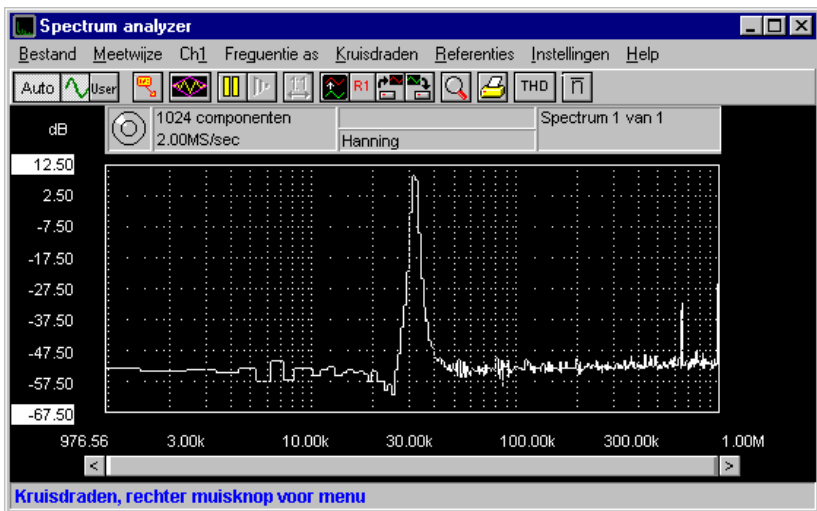 Spectrum analyzer
Bestand Meetwijze Ch1 Freguentie as Kruisdraden Referenties Instellingen Help
Auto User R1 THD
dB
1024 componenten
2.00MS/sec
Hanning
Spectrum 1 van 1
12.50
2.50
-7.50
-17.50
-27.50
-37.50
-47.50
-57.50
-67.50
976.56 3.00k 10.00k 30.00k 100.00k 300.00k 1.00M
Kruisdraden, rechter muisknop voor menu